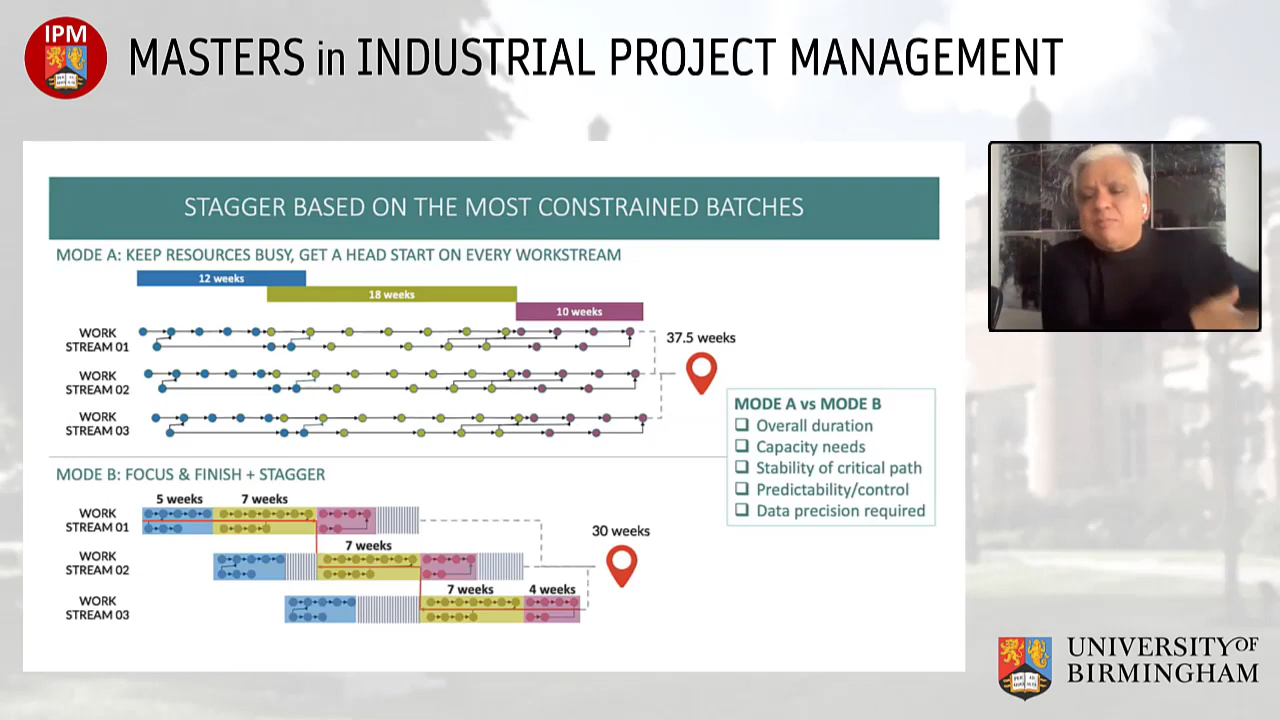 IPM
MASTERS in INDUSTRIAL PROJECT MANAGEMENT
STAGGER BASED ON THE MOST CONSTRAINED BATCHES
MODE A: KEEP RESOURCES BUSY, GET A HEAD START ON EVERY WORKSTREAM
12 weeks
18 weeks
10 weeks
WORK
STREAM 01
WORK
STREAM 02
WORK
STREAM 03
37.5 weeks
MODE A vs MODE B
Overall duration
Capacity needs
Stability of critical path
Predictability/control
Data precision required
MODE B: FOCUS & FINISH + STAGGER
5 weeks
7 weeks
WORK
STREAM 01
7 weeks
WORK
STREAM 02
7 weeks
4 weeks
WORK
STREAM 03
30 weeks
UNIVERSITY OF
BIRMINGHAM